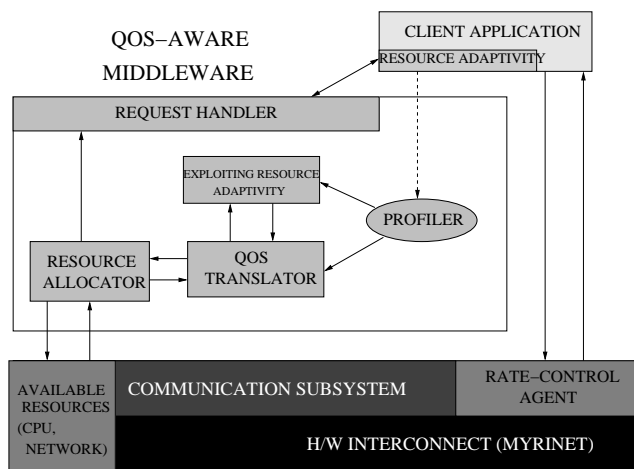 QOS–AWARE
MIDDLEWARE
CLIENT APPLICATION
RESOURCE ADAPTIVITY
REQUEST HANDLER
EXPLOITING RESOURCE
ADAPTIVITY
PROFILER
RESOURCE
ALLOCATOR
QOS
TRANSLATOR
AVAILABLE
RESOURCES
(CPU,
NETWORK)
COMMUNICATION SUBSYSTEM
RATE–CONTROL
AGENT
H/W INTERCONNECT (MYRINET)